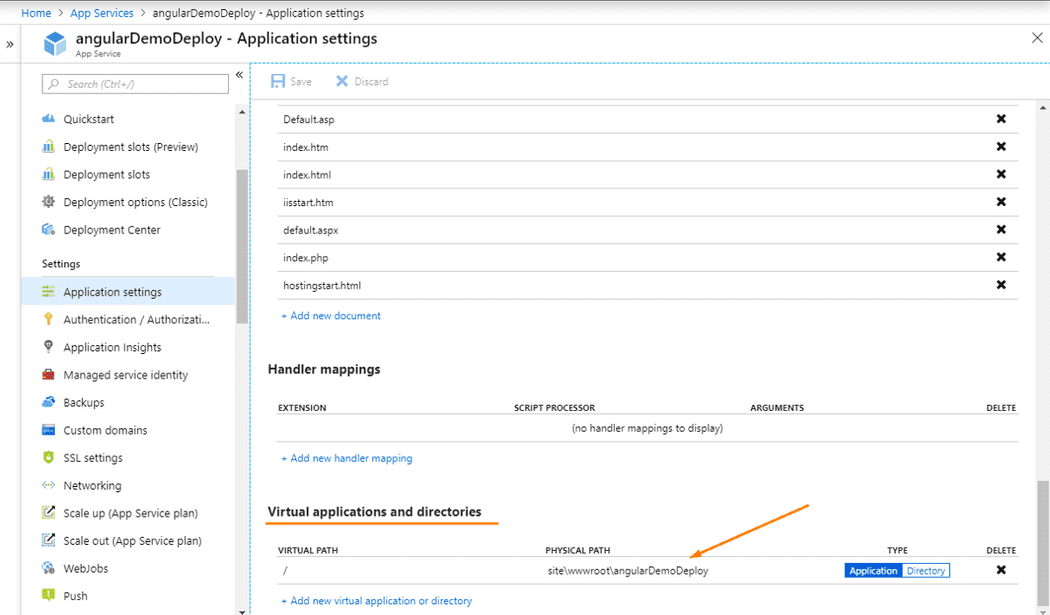 Home > App Services > angularDemoDeploy - Application settings
»
angularDemoDeploy - Application settings
App Service
Search (Ctrl+/)
«
Quickstart
Deployment slots (Preview)
Deployment slots
Deployment options (Classic)
Deployment Center
Settings
Application settings
Authentication / Authorizati...
Application Insights
Managed service identity
Backups
Custom domains
SSL settings
Networking
Scale up (App Service plan)
Scale out (App Service plan)
WebJobs
Push
Save Discard
Default.asp
index.htm
index.html
iisstart.htm
default.aspx
index.php
hostingstart.html
+ Add new document
Handler mappings
EXTENSION SCRIPT PROCESSOR ARGUMENTS DELETE
(no handler mappings to display)
+ Add new handler mapping
Virtual applications and directories
VIRTUAL PATH PHYSICAL PATH TYPE DELETE
/ site\wwwroot\angularDemoDeploy Application Directory
+ Add new virtual application or directory